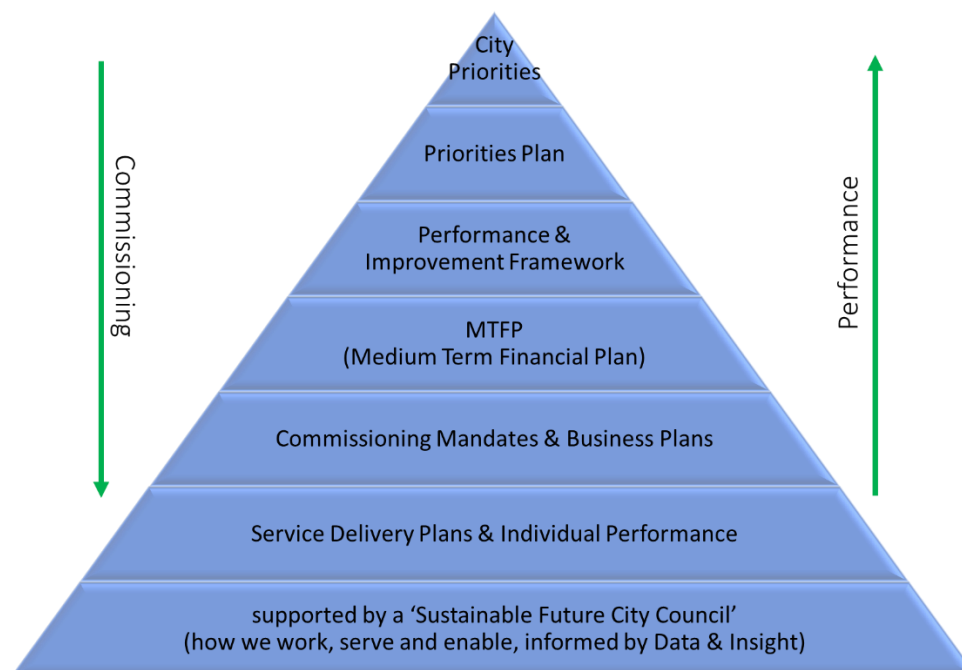 City
Priorities
Priorities Plan
Performance &
Improvement Framework
MTFP
(Medium Term Financial Plan)
Commissioning Mandates & Business Plans
Service Delivery Plans & Individual Performance
supported by a ‘Sustainable Future City Council’
(how we work, serve and enable, informed by Data & Insight)
Commissioning
Performance